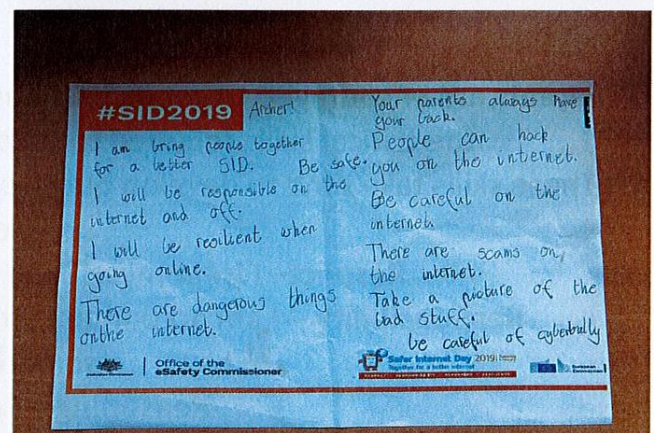 #SID2019
Archer!
I am bring people together
for a better SID. Be safe.
I will be responsible on the
internet and off.
I will be resilient when
going online.
There are dangerous things
onthe internet.
Your parents always have
your back.
People can hack
you on the internet.
Be careful on the
internet.
There are scams on
the internet.
Take a picture of the
bad stuff.
be careful of cyberbully
Office of the
eSafety Commissioner
Safer Internet Day 2019
Together for a better internet
European
Commission